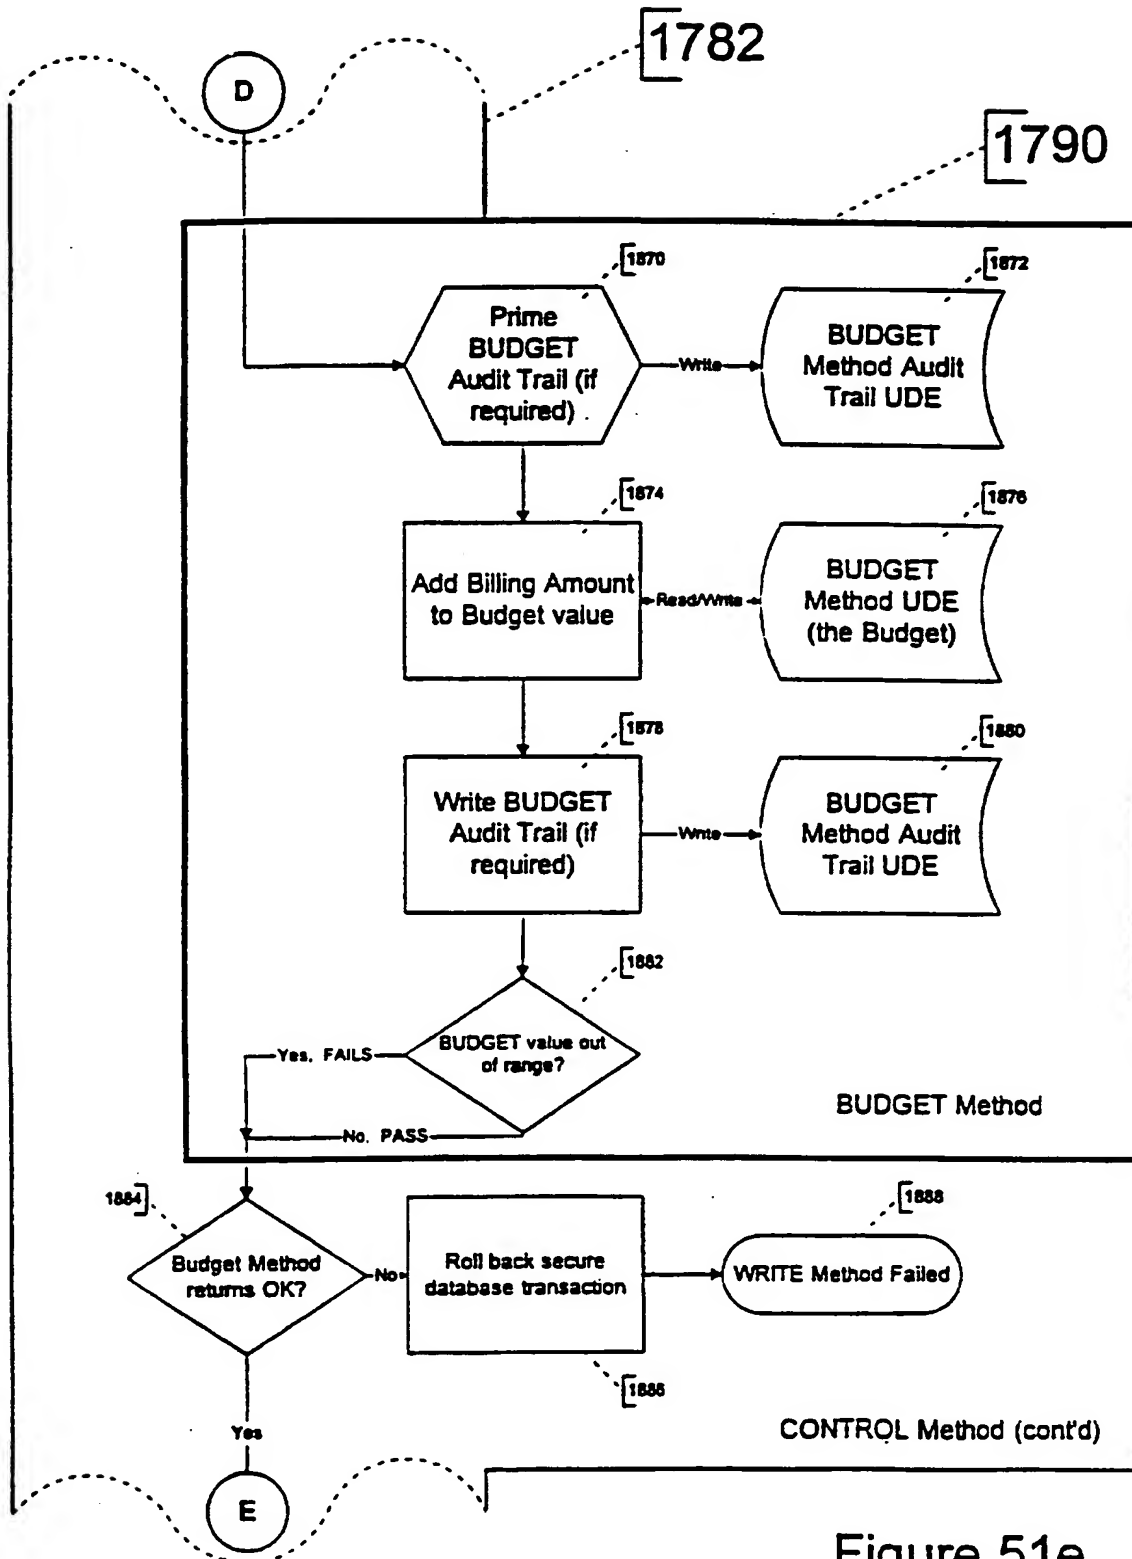 1782
D
1790
1870
1872
Prime
BUDGET
Audit Trail (if
required)
Write
BUDGET
Method Audit
Trail UDE
1874
1876
Add Billing Amount
to Budget value
Read/Write
BUDGET
Method UDE
(the Budget)
1878
1880
Write BUDGET
Audit Trail (if
required)
Write
BUDGET
Method Audit
Trail UDE
1882
BUDGET value out
of range?
Yes, FAILS
No, PASS
BUDGET Method
1884
1888
Budget Method
returns OK?
No
Roll back secure
database transaction
WRITE Method Failed
1886
Yes
CONTROL Method (cont'd)
E
Figure 51e